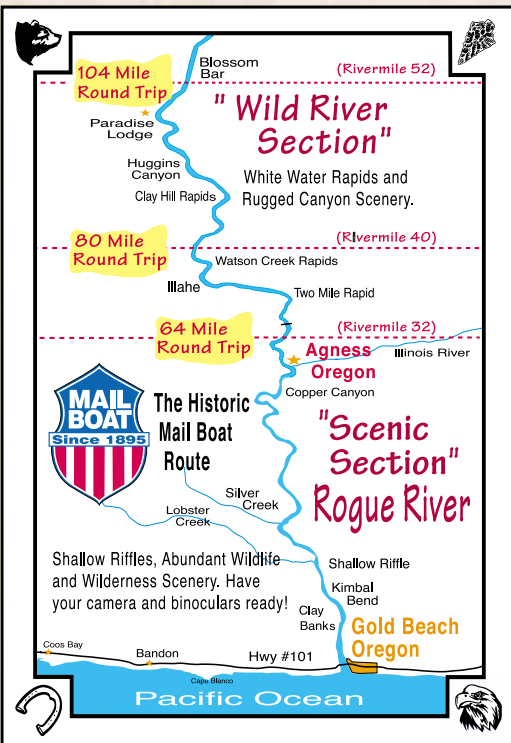 Blossom
Bar
104 Mile
Round Trip
(Rivermile 52)
Paradise
Lodge
" Wild River
Section"
Huggins
Canyon
White Water Rapids and
Rugged Canyon Scenery.
Clay Hill Rapids
80 Mile
Round Trip
(Rivermile 40)
Watson Creek Rapids
Illahe
Two Mile Rapid
64 Mile
Round Trip
(Rivermile 32)
Agness
Oregon
Illinois River
Copper Canyon
MAIL
BOAT
Since 1895
The Historic
Mail Boat
Route
"Scenic
Section"
Rogue River
Silver
Creek
Lobster
Creek
Shallow Riffles, Abundant Wildlife
and Wilderness Scenery. Have
your camera and binoculars ready!
Shallow Riffle
Kimbal
Bend
Clay
Banks
Gold Beach
Oregon
Coos Bay
Bandon
Hwy #101
Cape Blanco
Pacific Ocean